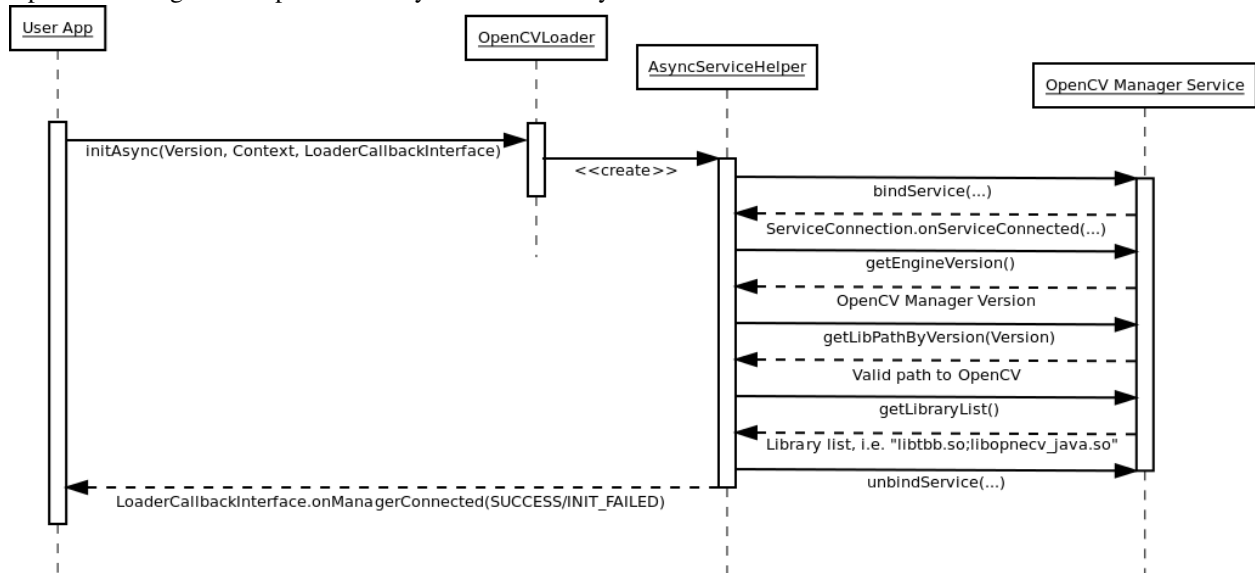 User App
OpenCVLoader
AsyncServiceHelper
OpenCV Manager Service
initAsync(Version, Context, LoaderCallbackInterface)
<<create>>
bindService(...)
ServiceConnection.onServiceConnected(...)
getEngineVersion()
OpenCV Manager Version
getLibPathByVersion(Version)
Valid path to OpenCV
getLibraryList()
Library list, i.e. "libtbb.so;libopnecv_java.so"
unbindService(...)
LoaderCallbackInterface.onManagerConnected(SUCCESS/INIT_FAILED)